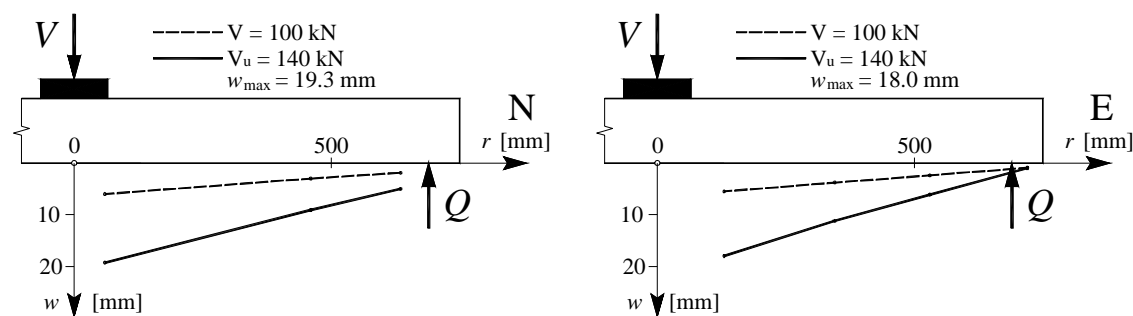 V
V = 100 kN
Vu = 140 kN
wmax = 19.3 mm
N
0
500
r [mm]
10
Q
20
w [mm]
V
V = 100 kN
Vu = 140 kN
wmax = 18.0 mm
E
0
500
r [mm]
10
Q
20
w [mm]